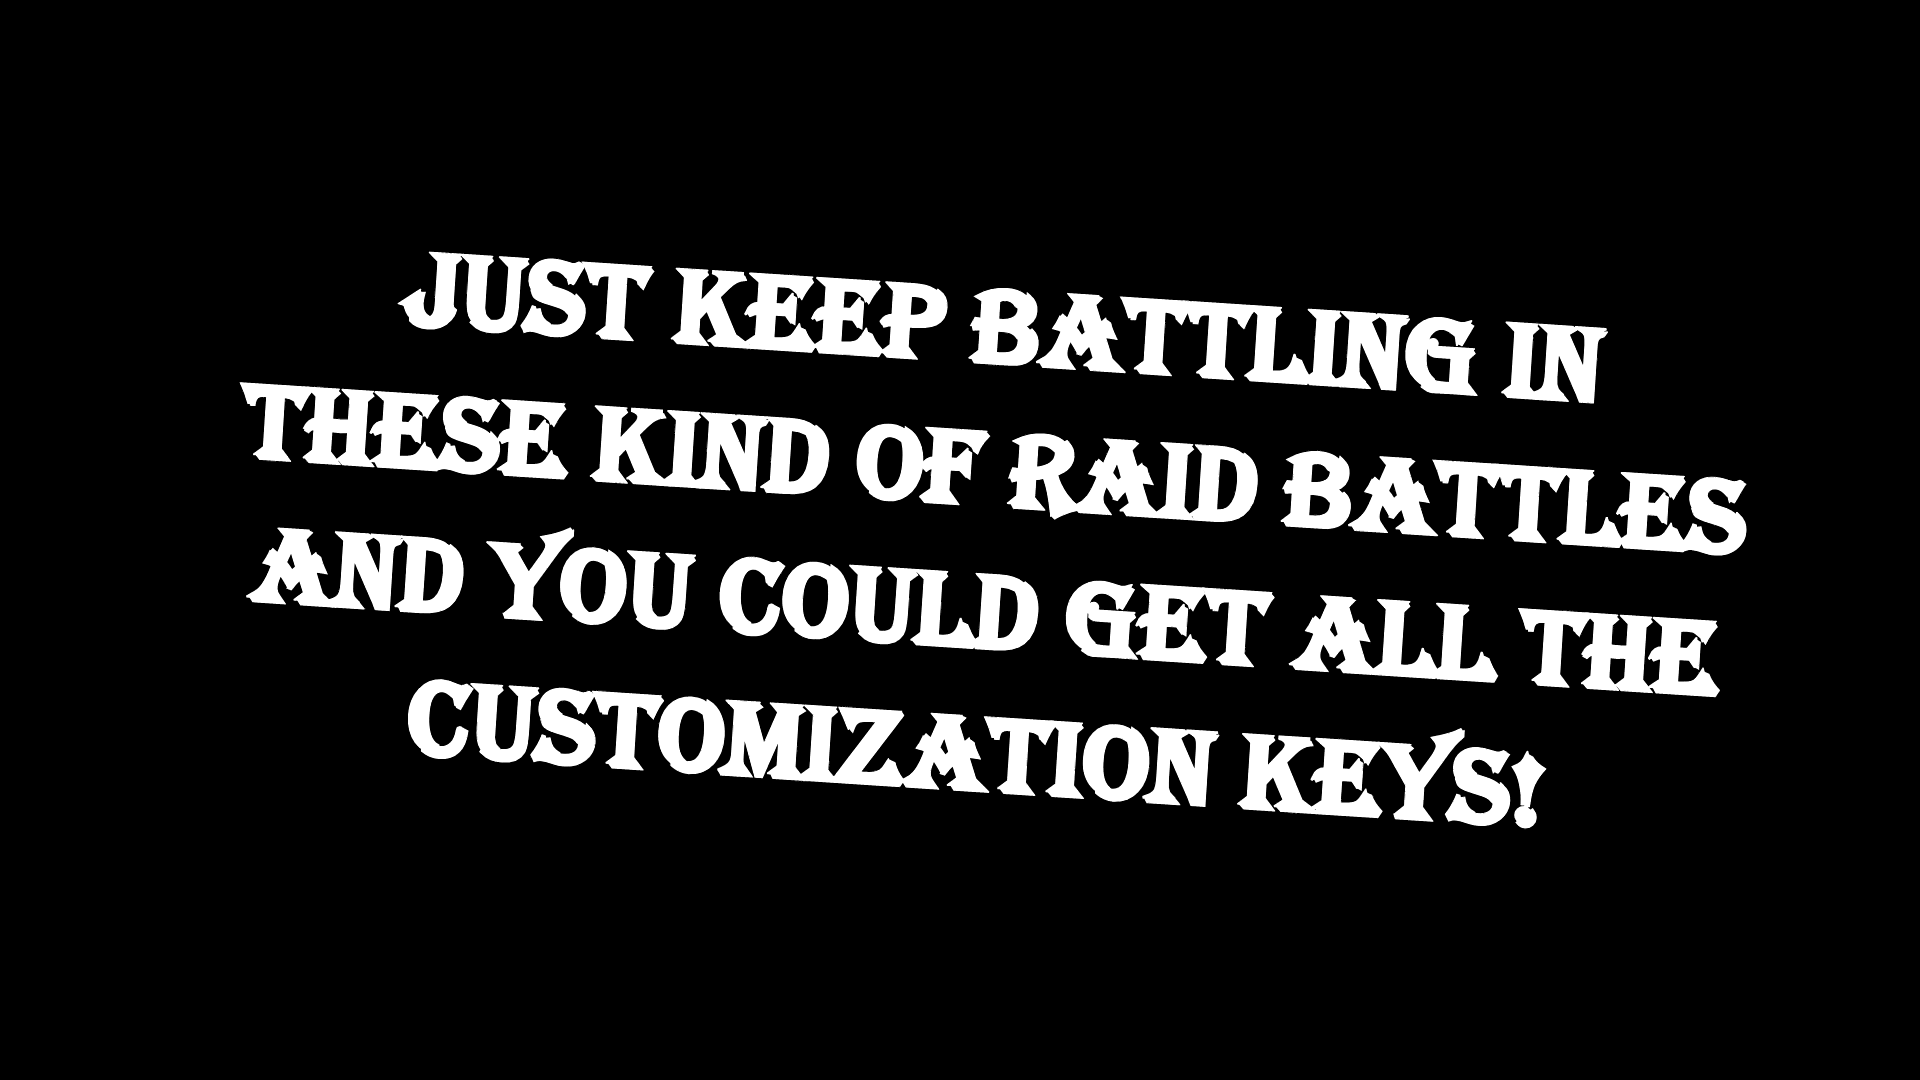 JUST KEEP BATTLING IN
THESE KIND OF RAID BATTLES
AND YOU COULD GET ALL THE
CUSTOMIZATION KEYS!